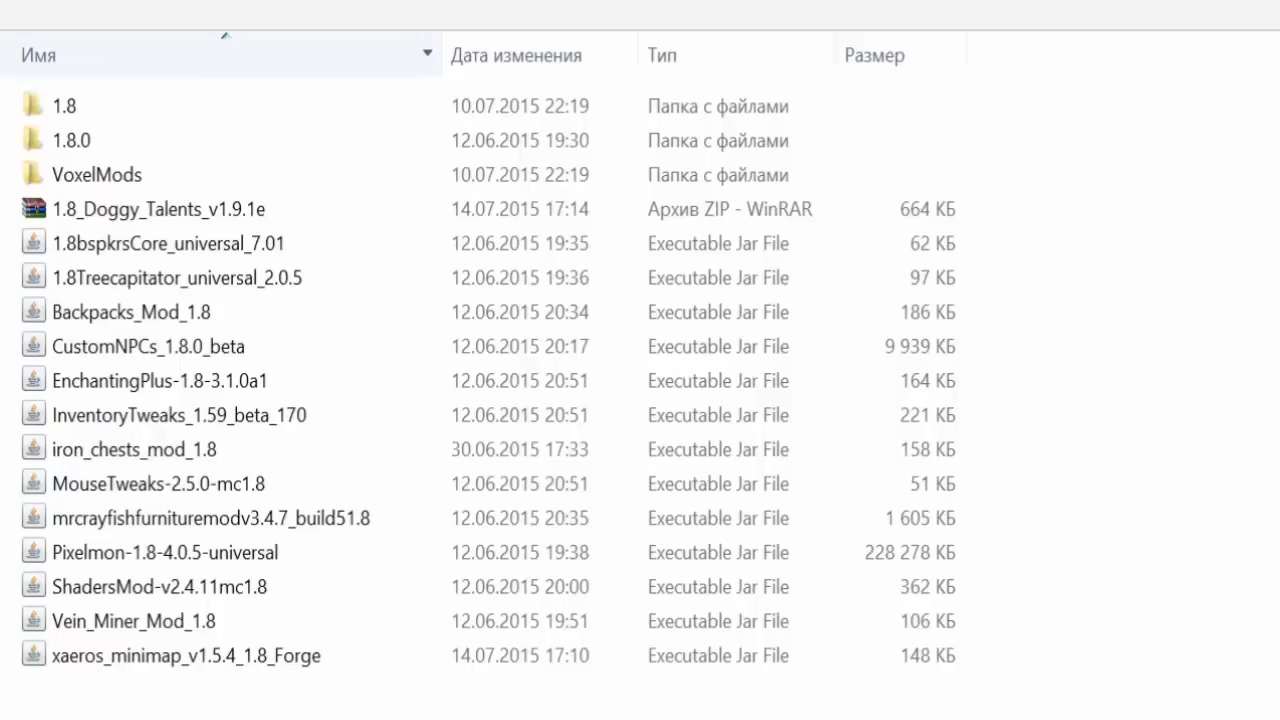 Имя Дата изменения Тип Размер
1.8 10.07.2015 22:19 Папка с файлами
1.8.0 12.06.2015 19:30 Папка с файлами
VoxelMods 10.07.2015 22:19 Папка с файлами
1.8_Doggy_Talents_v1.9.1e 14.07.2015 17:14 Архив ZIP - WinRAR 664 КБ
1.8bspkrsCore_universal_7.01 12.06.2015 19:35 Executable Jar File 62 КБ
1.8Treecapitator_universal_2.0.5 12.06.2015 19:36 Executable Jar File 97 КБ
Backpacks_Mod_1.8 12.06.2015 20:34 Executable Jar File 186 КБ
CustomNPCs_1.8.0_beta 12.06.2015 20:17 Executable Jar File 9 939 КБ
EnchantingPlus-1.8-3.1.0a1 12.06.2015 20:51 Executable Jar File 164 КБ
InventoryTweaks_1.59_beta_170 12.06.2015 20:51 Executable Jar File 221 КБ
iron_chests_mod_1.8 30.06.2015 17:33 Executable Jar File 158 КБ
MouseTweaks-2.5.0-mc1.8 12.06.2015 20:51 Executable Jar File 51 КБ
mrcrayfishfurnituremodv3.4.7_build51.8 12.06.2015 20:35 Executable Jar File 1 605 КБ
Pixelmon-1.8-4.0.5-universal 12.06.2015 19:38 Executable Jar File 228 278 КБ
ShadersMod-v2.4.11mc1.8 12.06.2015 20:00 Executable Jar File 362 КБ
Vein_Miner_Mod_1.8 12.06.2015 19:51 Executable Jar File 106 КБ
xaeros_minimap_v1.5.4_1.8_Forge 14.07.2015 17:10 Executable Jar File 148 КБ